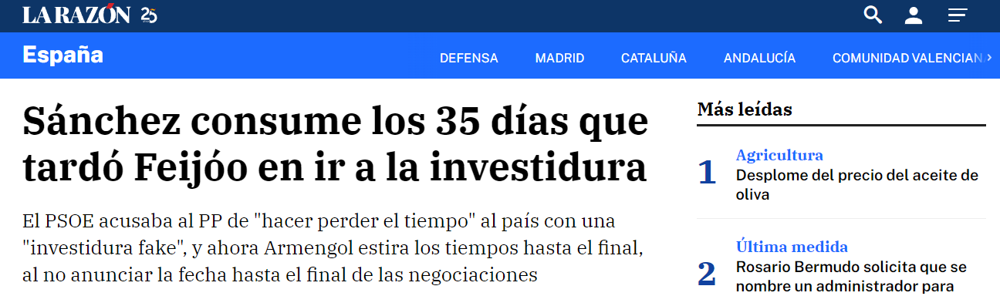 LA RAZÓN 25
España
DEFENSA MADRID CATALUÑA ANDALUCÍA COMUNIDAD VALENCIANA
Sánchez consume los 35 días que
tardó Feijóo en ir a la investidura
El PSOE acusaba al PP de "hacer perder el tiempo" al país con una
"investidura fake", y ahora Armengol estira los tiempos hasta el final,
al no anunciar la fecha hasta el final de las negociaciones
Más leídas
1
Agricultura
Desplome del precio del aceite de
oliva
2
Última medida
Rosario Bermudo solicita que se
nombre un administrador para